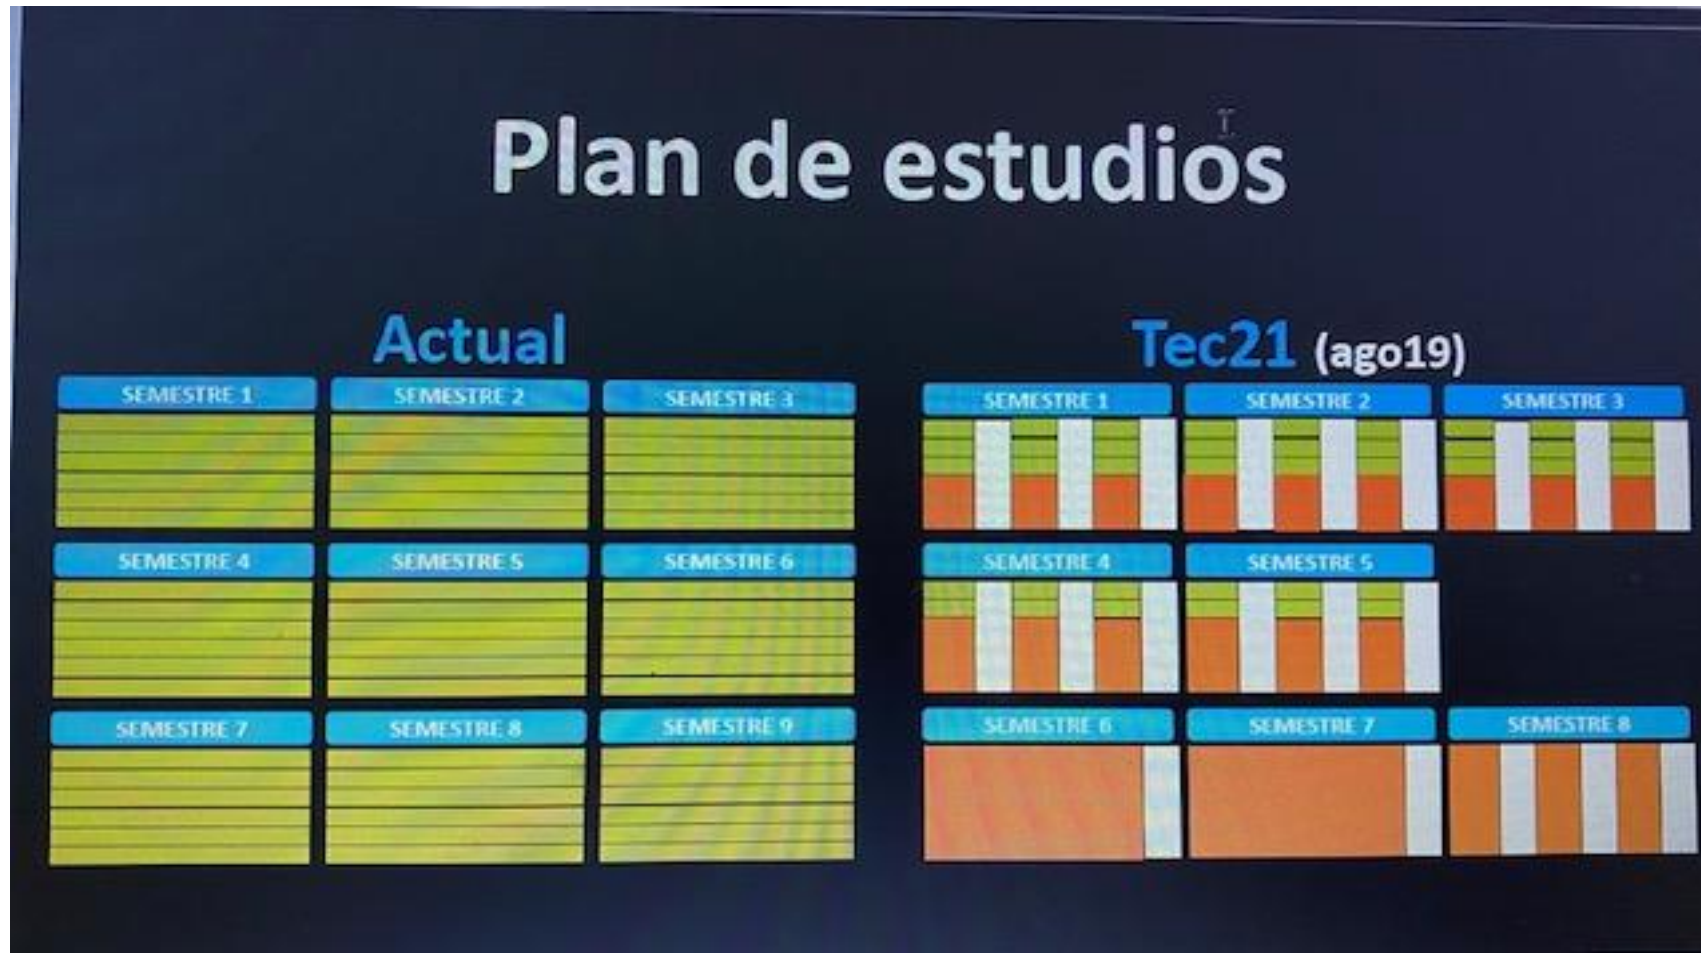 Plan de estudios
Actual
SEMESTRE 1 SEMESTRE 2 SEMESTRE 3
SEMESTRE 4 SEMESTRE 5 SEMESTRE 6
SEMESTRE 7 SEMESTRE 8 SEMESTRE 9
Tec21 (ago19)
SEMESTRE 1 SEMESTRE 2 SEMESTRE 3
SEMESTRE 4 SEMESTRE 5
SEMESTRE 6 SEMESTRE 7 SEMESTRE 8